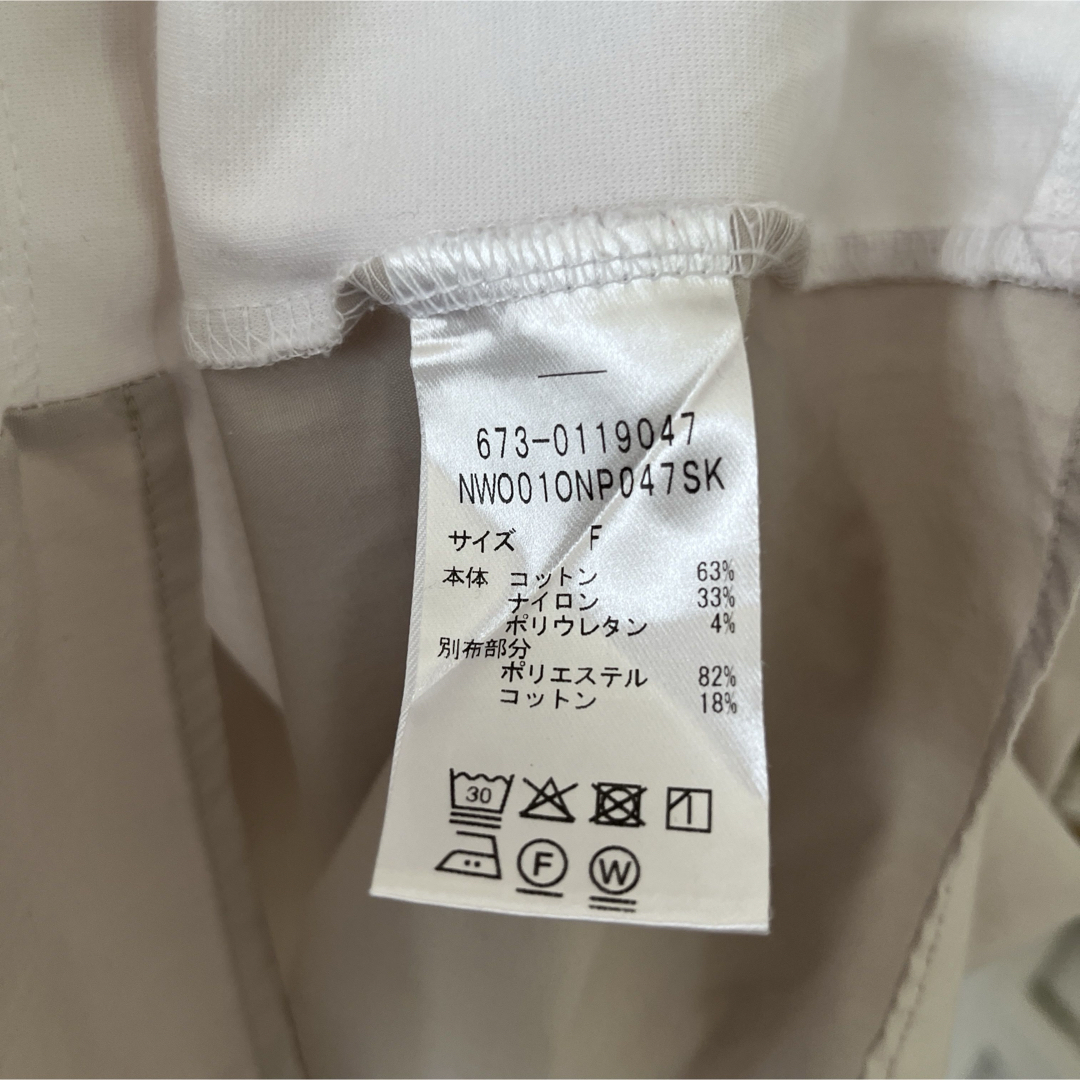 673-0119047
NW0010NP047SK
サイズ F
本体 コットン 63%
ナイロン 33%
ポリウレタン 4%
別布部分
ポリエステル 82%
コットン 18%
30
F W